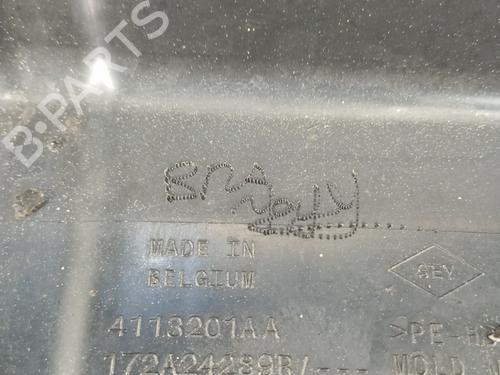 B-PARTS
MADE IN
BELGIUM
SEY
4113201AA
>PE-H
172A24289R/---
MOLD